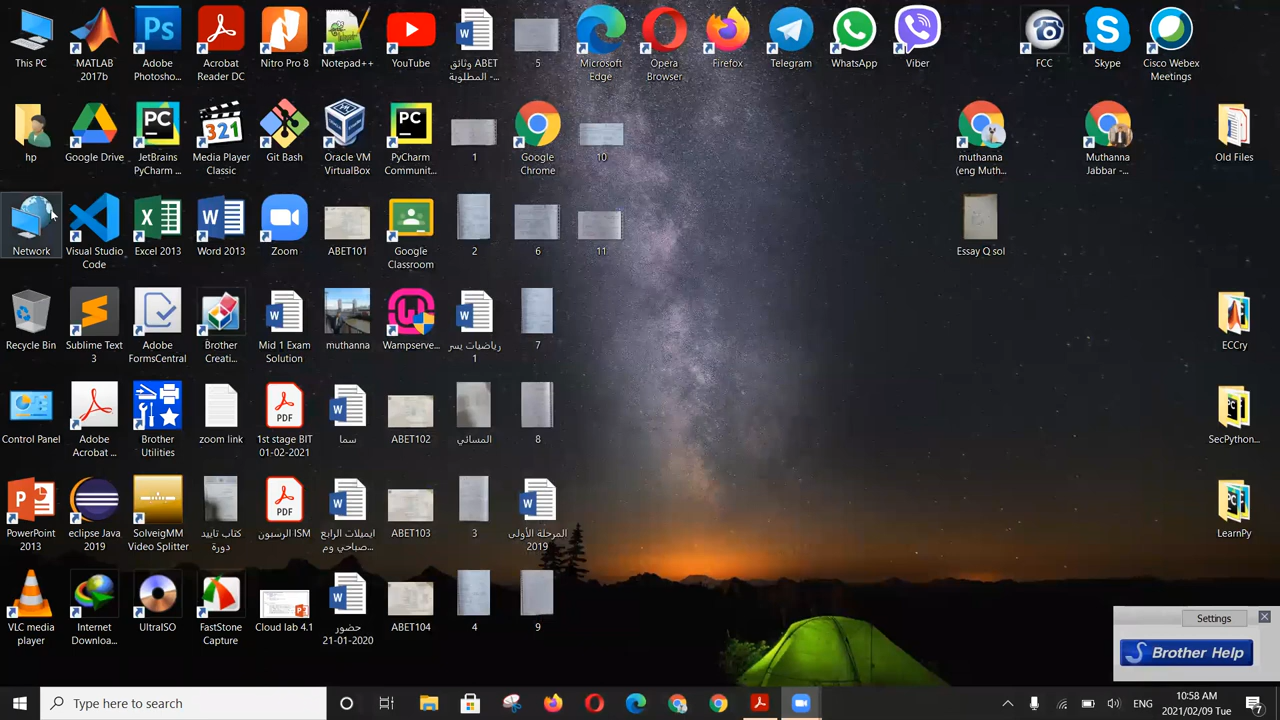 This PC
MATLAB 2017b
Adobe Photosho...
Acrobat Reader DC
Nitro Pro 8
Notepad++
YouTube
وثائق ABET المطلوبة -...
5
Microsoft Edge
Opera Browser
Firefox
Telegram
WhatsApp
Viber
FCC
Skype
Cisco Webex Meetings
hp
Google Drive
JetBrains PyCharm ...
Media Player Classic
Git Bash
Oracle VM VirtualBox
PyCharm Communit...
1
Google Chrome
10
muthanna (eng Muth...
Muthanna Jabbar -...
Old Files
Network
Visual Studio Code
Excel 2013
Word 2013
Zoom
ABET101
Google Classroom
2
6
11
Essay Q sol
Recycle Bin
Sublime Text 3
Adobe FormsCentral
Brother Creati...
Mid 1 Exam Solution
muthanna
Wampserve...
رياضيات يسر 1
7
ECCry
Control Panel
Adobe Acrobat ...
Brother Utilities
zoom link
1st stage BIT 01-02-2021
سما
ABET102
المسائي
8
SecPython...
PowerPoint 2013
eclipse Java 2019
SolveigMM Video Splitter
كتاب تاييد دورة
ISM الرسبون
ايميلات الرابع صباحي وم...
ABET103
3
المرحلة الأولى 2019
LearnPy
VLC media player
Internet Downloa...
UltraISO
FastStone Capture
Cloud lab 4.1
حضور 21-01-2020
ABET104
4
9
Settings
Brother Help
Type here to search
ENG
10:58 AM
2021/02/09 Tue
7